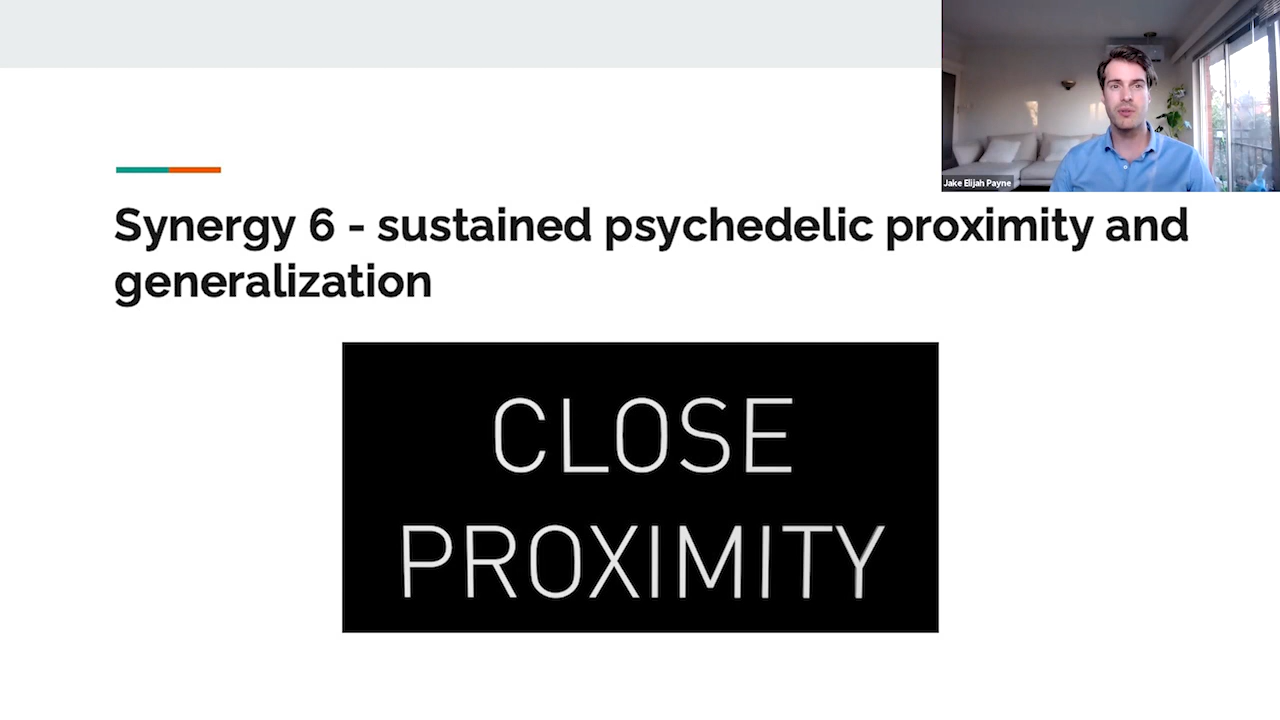 Jake Elijah Payne
Synergy 6 - sustained psychedelic proximity and
generalization
CLOSE
PROXIMITY